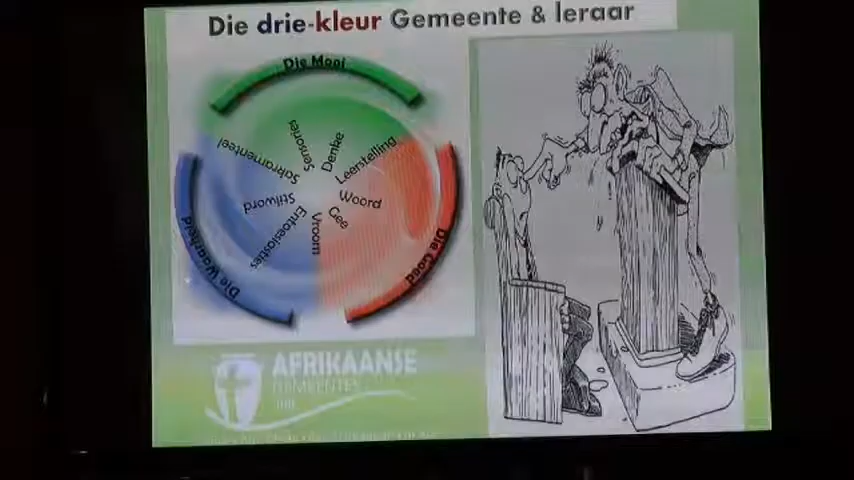 Die drie-kleur Gemeente & leraar
Die Mooi
Sakramenteel
Sensories
Denke
Leerstelling
Woord
Gee
Vroom
Entoesiasties
Stilword
Die Waarheid
Die Goed
AFRIKAANSE
GEMEENTES